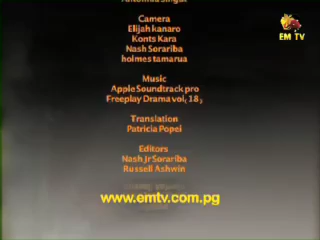 Camera
Elijah kanaro
Konts Kara
Nash Sorariba
holmes tamarua
Music
Apple Soundtrack pro
Freeplay Drama vol, 18,
Translation
Patricia Popei
Editors
Nash Jr Sorariba
Russell Ashwin
www.emtv.com.pg
EM TV